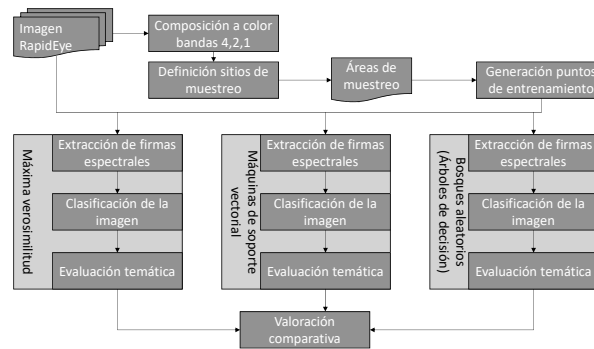 Imagen
RapidEye
Composición a color
bandas 4,2,1
Definición sitios de
muestreo
Áreas de
muestreo
Generación puntos
de entrenamiento
Máxima verosimilitud
Extracción de firmas
espectrales
Clasificación de la
imagen
Evaluación temática
Máquinas de soporte
vectorial
Extracción de firmas
espectrales
Clasificación de la
imagen
Evaluación temática
Bosques aleatorios
(Árboles de decisión)
Extracción de firmas
espectrales
Clasificación de la
imagen
Evaluación temática
Valoración
comparativa